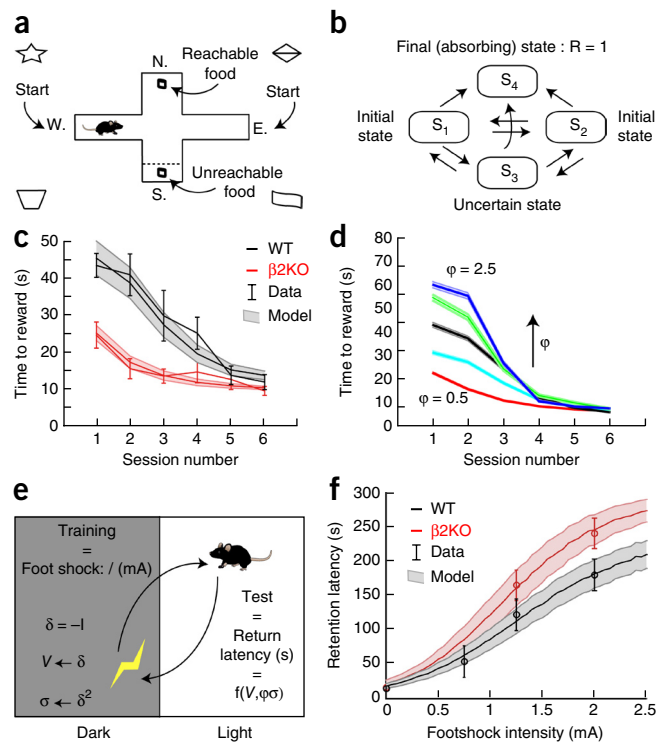 a
N.
Reachable
food
Start
Start
W.
E.
Unreachable
food
S.
b
Final (absorbing) state : R = 1
S4
Initial
state
S1
S2
Initial
state
S3
Uncertain state
c
50
40
30
20
10
0
Time to reward (s)
WT
β2KO
Data
Model
1 2 3 4 5 6
Session number
d
80
70
60
50
40
30
20
10
0
Time to reward (s)
φ = 2.5
φ
φ = 0.5
1 2 3 4 5 6
Session number
e
Training
=
Foot shock: / (mA)
δ = –I
V ← δ
σ ← δ²
Test
=
Return
latency (s)
=
f(V,φσ)
Dark
Light
f
300
250
200
150
100
50
0
Retention latency (s)
WT
β2KO
Data
Model
0 0.5 1.0 1.5 2.0 2.5
Footshock intensity (mA)